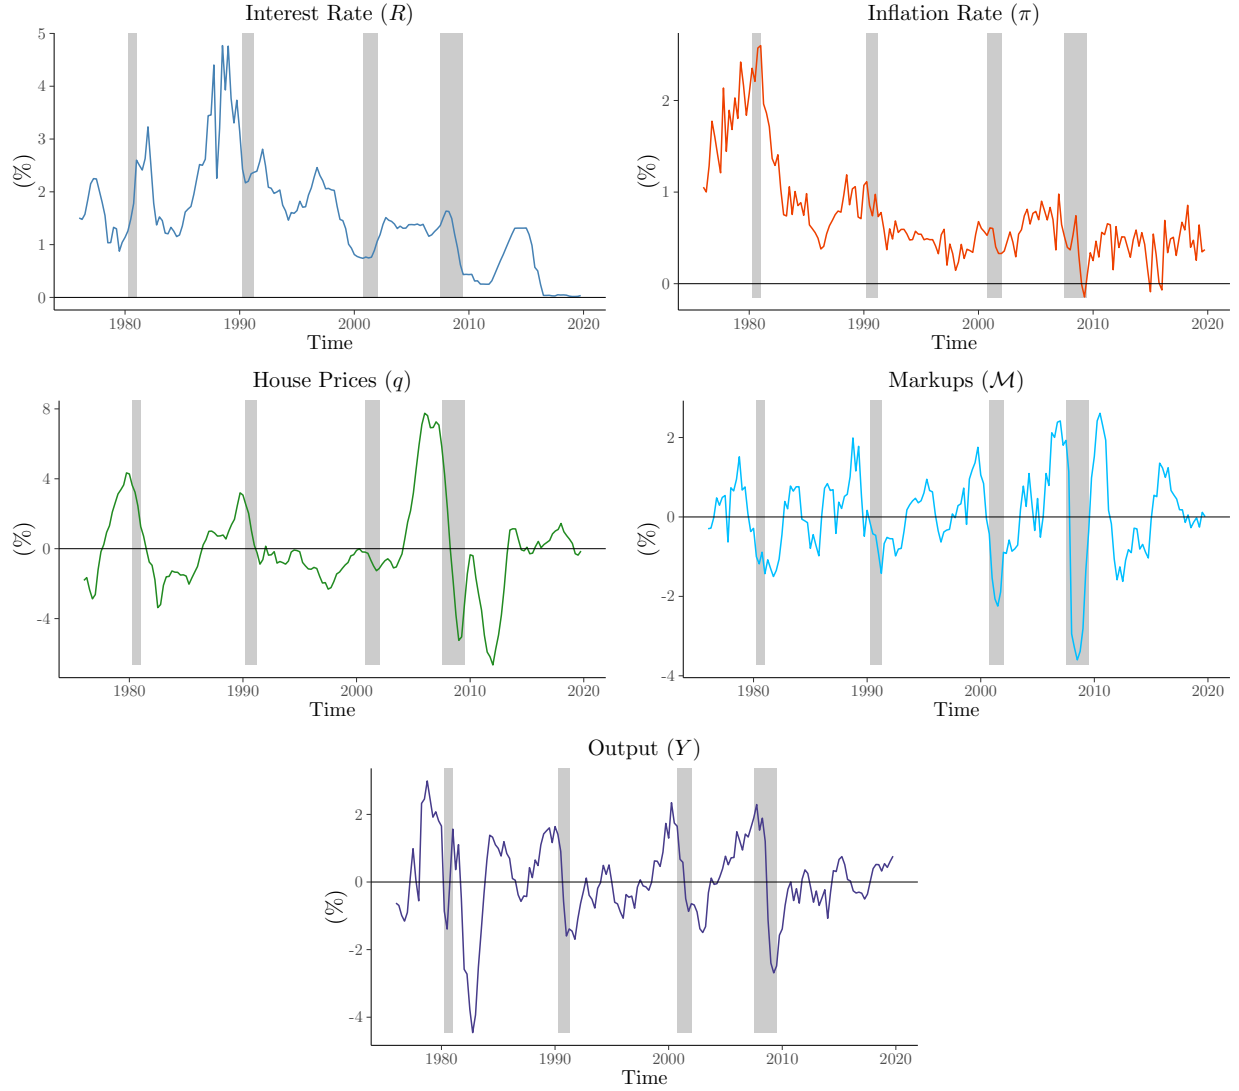 Interest Rate (R)
5
4
3
2
1
0
(%)
1980 1990 2000 2010 2020
Time
Inflation Rate (π)
2
1
0
(%)
1980 1990 2000 2010 2020
Time
House Prices (q)
8
4
0
-4
(%)
1980 1990 2000 2010 2020
Time
Markups (ℳ)
2
0
-2
-4
(%)
1980 1990 2000 2010 2020
Time
Output (Y)
2
0
-2
-4
(%)
1980 1990 2000 2010 2020
Time